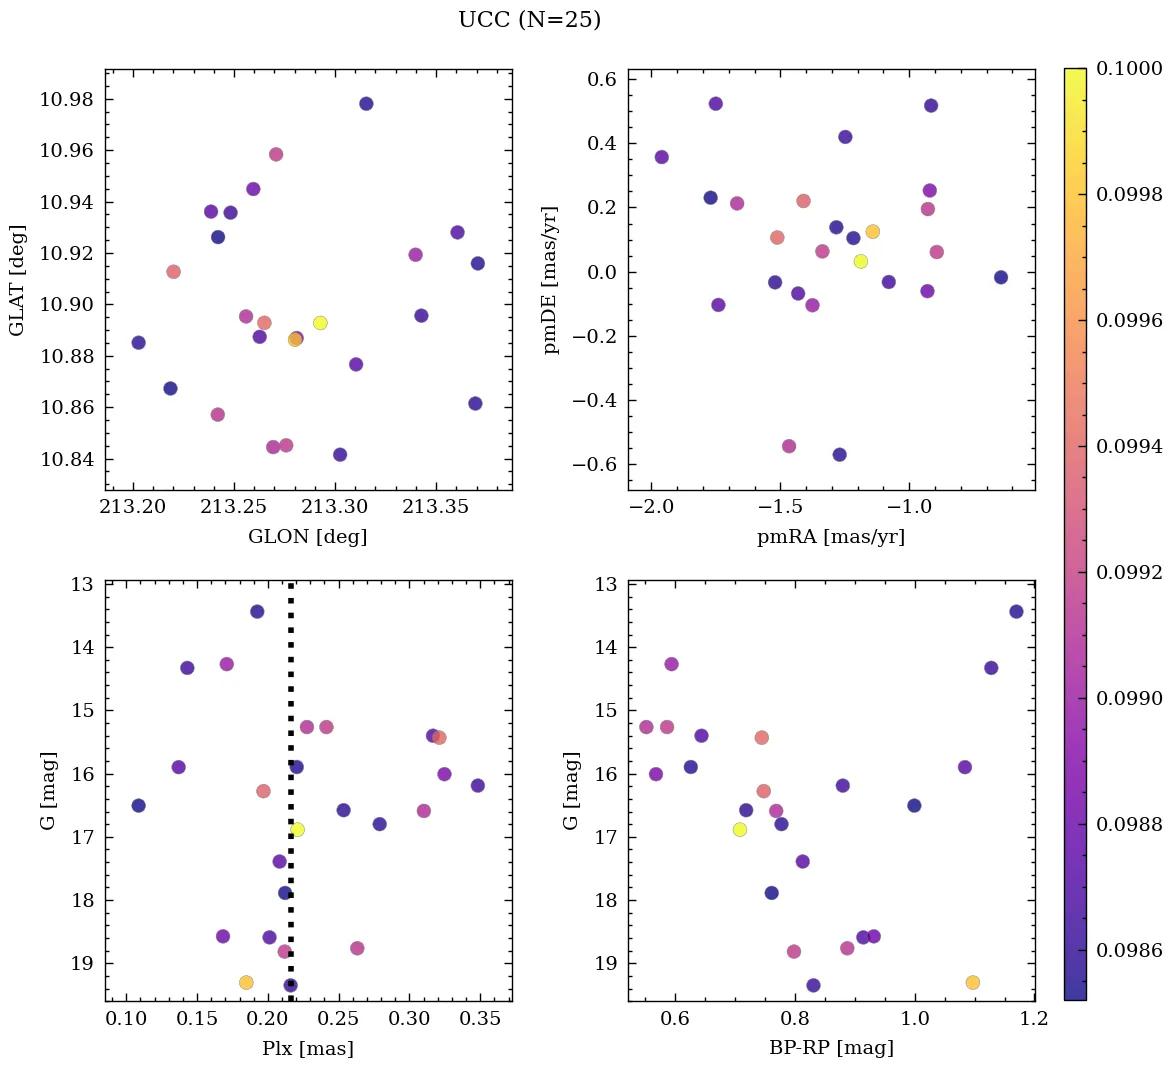 UCC (N=25)
10.98
10.96
10.94
10.92
10.90
10.88
10.86
10.84
GLAT [deg]
213.20 213.25 213.30 213.35
GLON [deg]
0.6
0.4
0.2
0.0
−0.2
−0.4
−0.6
pmDE [mas/yr]
−2.0 −1.5 −1.0
pmRA [mas/yr]
13
14
15
16
17
18
19
G [mag]
0.10 0.15 0.20 0.25 0.30 0.35
Plx [mas]
13
14
15
16
17
18
19
G [mag]
0.6 0.8 1.0 1.2
BP-RP [mag]
0.1000
0.0998
0.0996
0.0994
0.0992
0.0990
0.0988
0.0986